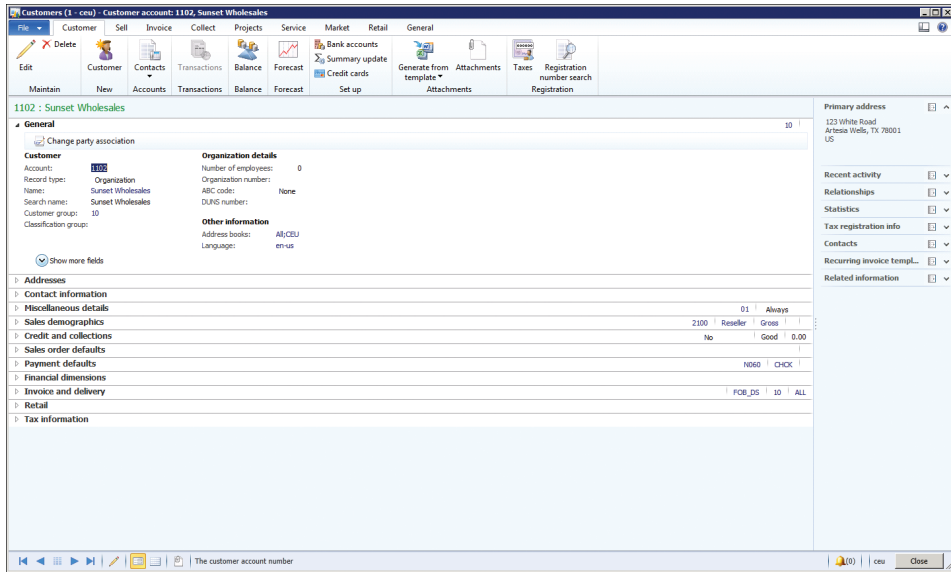 Customers (1 - ceu) - Customer account: 1102, Sunset Wholesales
File Customer Sell Invoice Collect Projects Service Market Retail General
Edit
Delete
Maintain
Customer
New
Contacts
Accounts
Transactions
Transactions
Balance
Balance
Forecast
Forecast
Bank accounts
Summary update
Credit cards
Set up
Generate from
template
Attachments
Attachments
Taxes
Registration
number search
Registration
1102 : Sunset Wholesales
General 10
Change party association
Customer
Account: 1102
Record type: Organization
Name: Sunset Wholesales
Search name: Sunset Wholesales
Customer group: 10
Classification group:
Organization details
Number of employees: 0
Organization number:
ABC code: None
DUNS number:
Other information
Address books: All;CEU
Language: en-us
Show more fields
Addresses
Contact information
Miscellaneous details 01 Always
Sales demographics 2100 Reseller Gross
Credit and collections No Good 0.00
Sales order defaults
Payment defaults N060 CHCK
Financial dimensions
Invoice and delivery FOB_DS 10 ALL
Retail
Tax information
Primary address
123 White Road
Artesia Wells, TX 78001
US
Recent activity
Relationships
Statistics
Tax registration info
Contacts
Recurring invoice templ...
Related information
The customer account number
(0) ceu Close